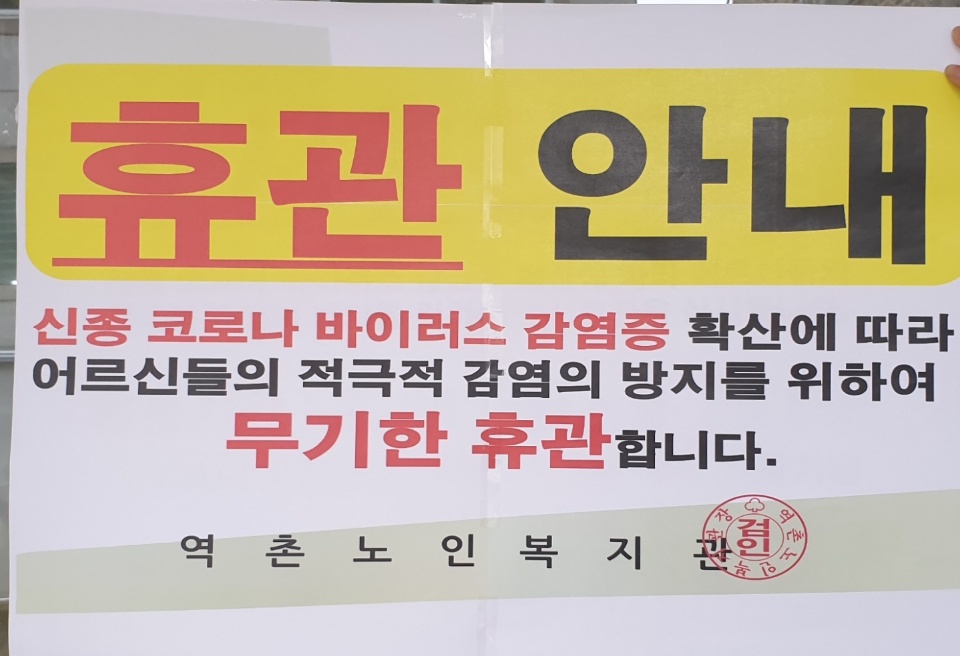 휴관 안내
신종 코로나 바이러스 감염증 확산에 따라
어르신들의 적극적 감염의 방지를 위하여
무기한 휴관합니다.
역촌노인복지관
검인